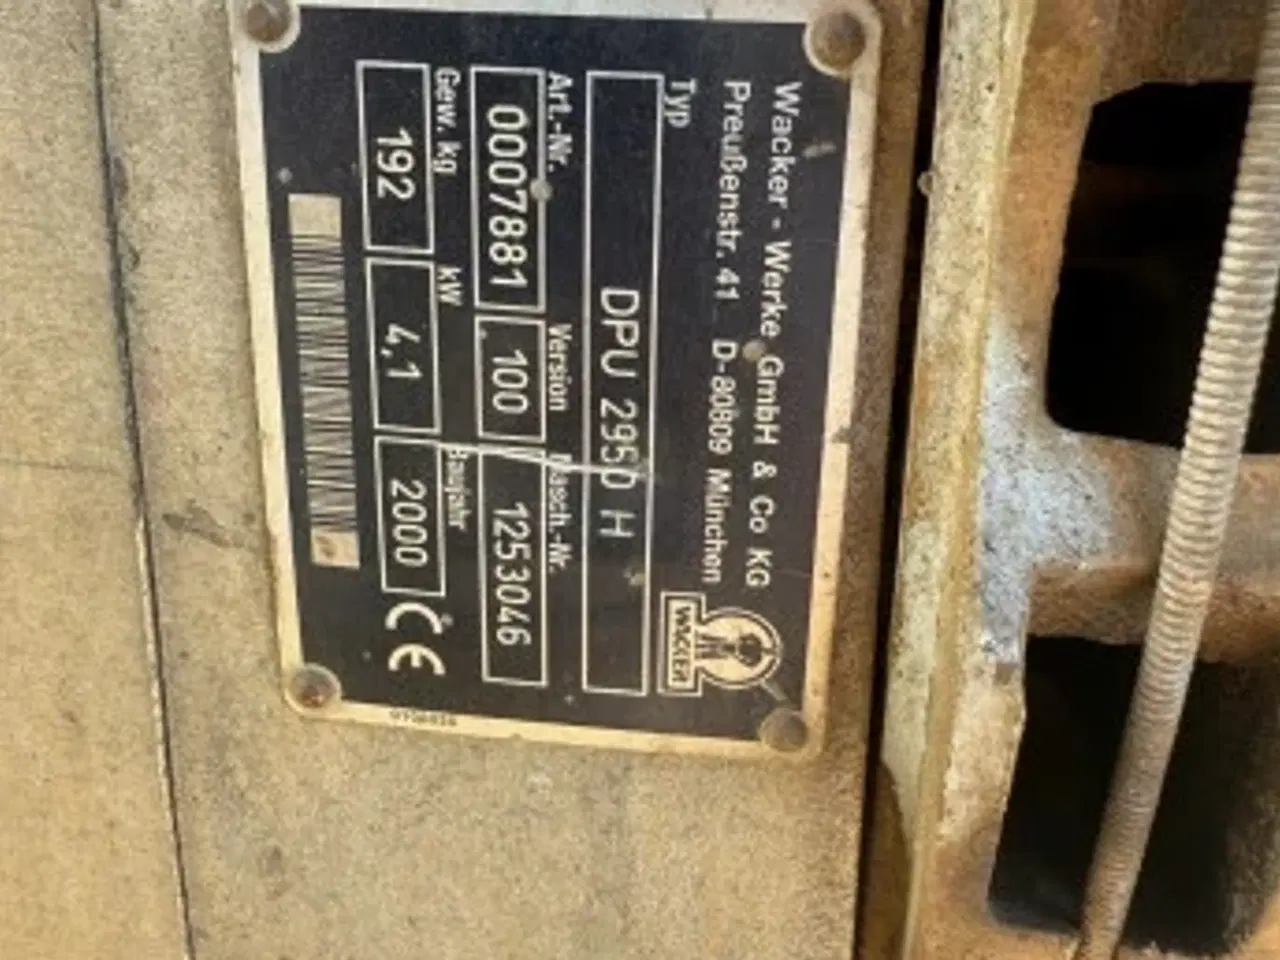 Wacker - Werke GmbH & Co KG
Preußenstr. 41 D-80809 München
WACKER
Typ
DPU 2950 H
Art.-Nr. Version Masch.-Nr.
0007881 100 1253046
Gew. kg kW Baujahr
192 4,1 2000 CE